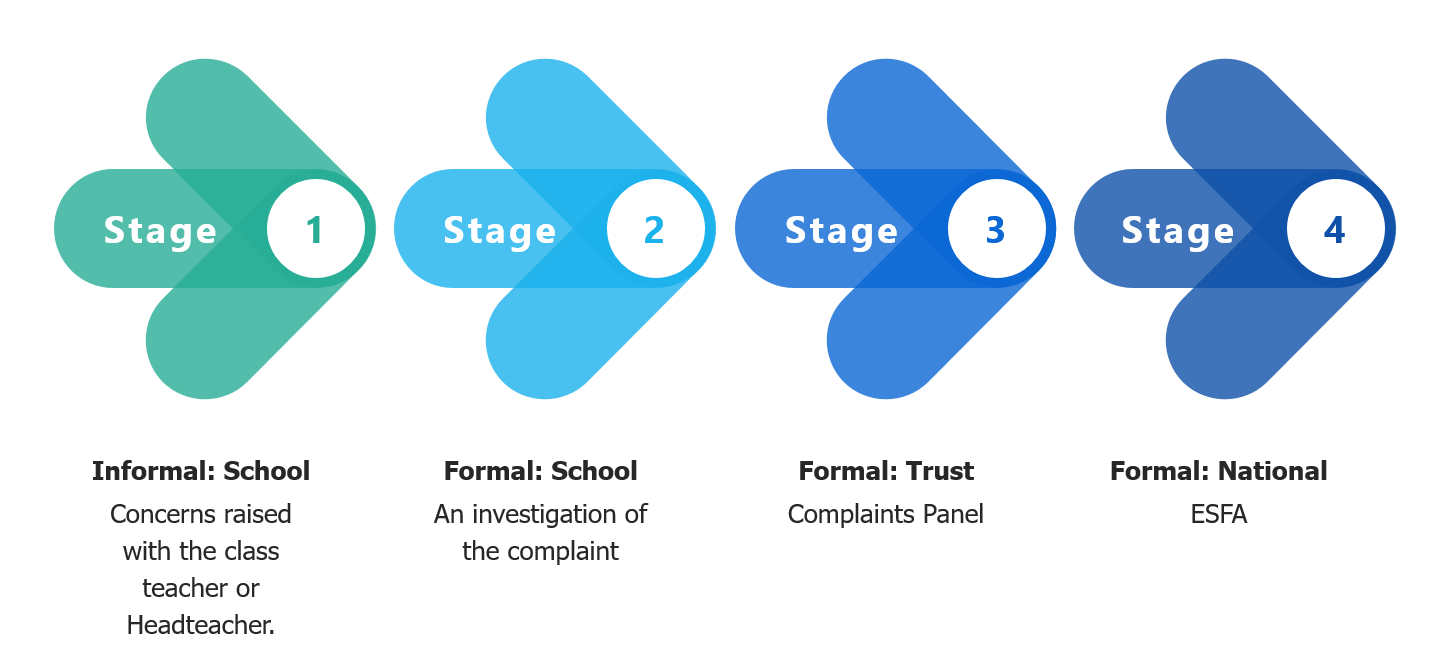 Stage 1
Stage 2
Stage 3
Stage 4
Informal: School
Concerns raised
with the class
teacher or
Headteacher.
Formal: School
An investigation of
the complaint
Formal: Trust
Complaints Panel
Formal: National
ESFA